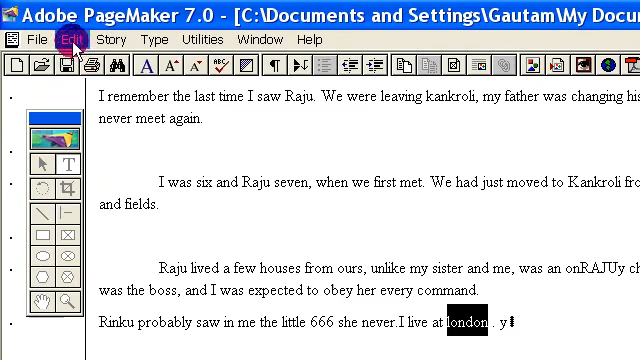 Adobe PageMaker 7.0 - [C:\Documents and Settings\Gautam\My Docum
File Edit Story Type Utilities Window Help
I remember the last time I saw Raju. We were leaving kankroli, my father was changing his
never meet again.
I was six and Raju seven, when we first met. We had just moved to Kankroli fro
and fields.
Raju lived a few houses from ours, unlike my sister and me, was an onRAJUy c
was the boss, and I was expected to obey her every command.
Rinku probably saw in me the little 666 she never.I live at london . y